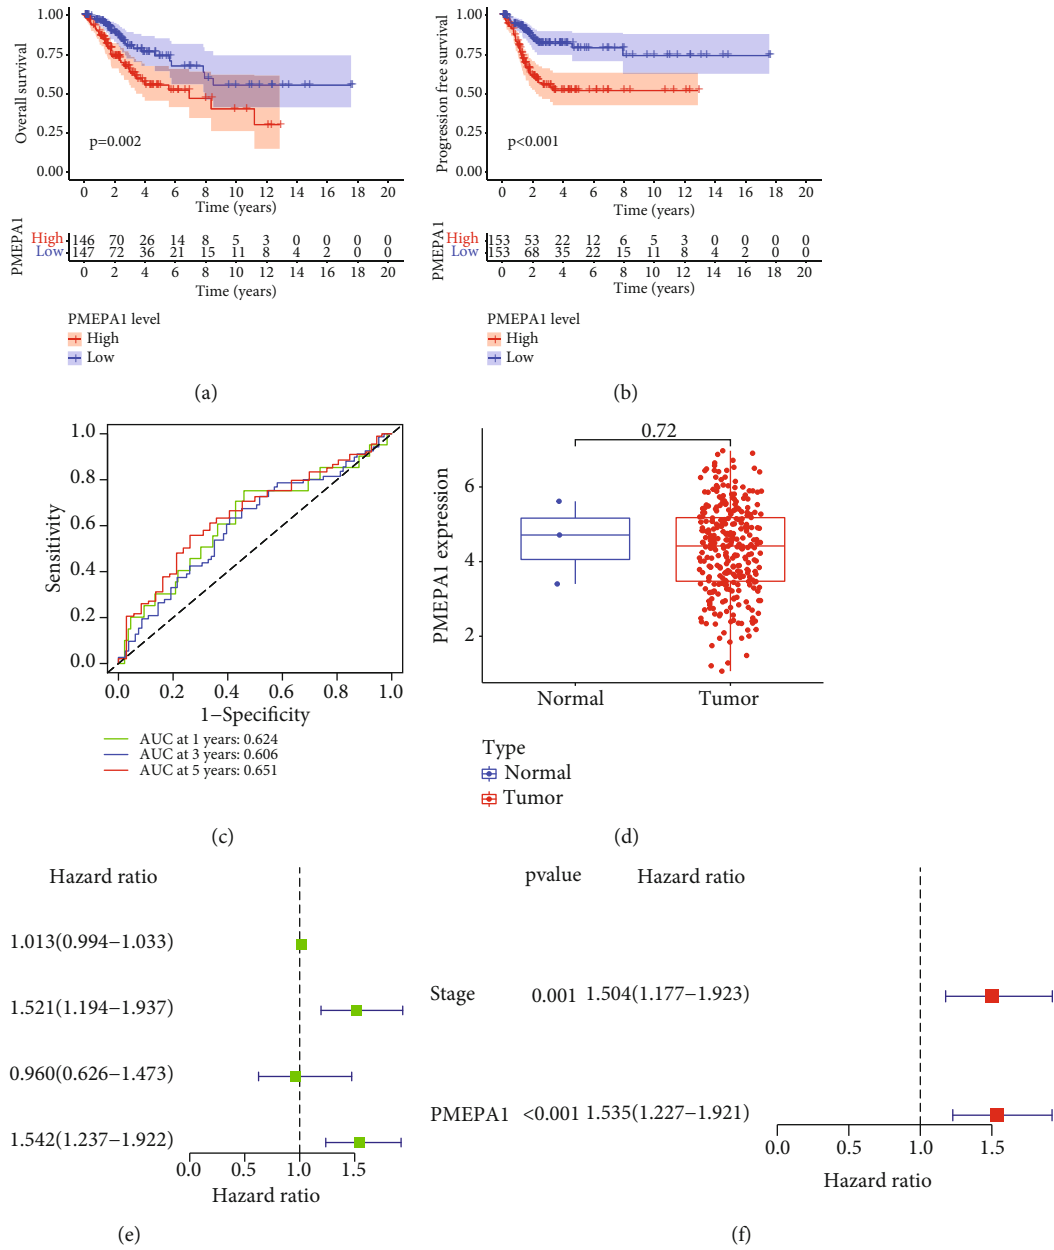 Overall survival
1.00
0.75
0.50
0.25
0.00
p=0.002
0 2 4 6 8 10 12 14 16 18 20
Time (years)
PMEPA1
High 146 70 26 14 8 5 3 0 0 0 0
Low 147 72 36 21 15 11 8 4 2 0 0
0 2 4 6 8 10 12 14 16 18 20
Time (years)
PMEPA1 level
High
Low
(a)
Progression free survival
1.00
0.75
0.50
0.25
0.00
p<0.001
0 2 4 6 8 10 12 14 16 18 20
Time (years)
PMEPA1
High 153 53 22 12 6 5 3 0 0 0 0
Low 153 68 35 22 15 11 8 4 2 0 0
0 2 4 6 8 10 12 14 16 18 20
Time (years)
PMEPA1 level
High
Low
(b)
Sensitivity
1.0
0.8
0.6
0.4
0.2
0.0
0.0 0.2 0.4 0.6 0.8 1.0
1−Specificity
AUC at 1 years: 0.624
AUC at 3 years: 0.606
AUC at 5 years: 0.651
(c)
PMEPA1 expression
0.72
6
4
2
Normal Tumor
Type
Normal
Tumor
(d)
Hazard ratio
1.013(0.994−1.033)
1.521(1.194−1.937)
0.960(0.626−1.473)
1.542(1.237−1.922)
0.0 0.5 1.0 1.5
Hazard ratio
(e)
pvalue Hazard ratio
Stage 0.001 1.504(1.177−1.923)
PMEPA1 <0.001 1.535(1.227−1.921)
0.0 0.5 1.0 1.5
Hazard ratio
(f)